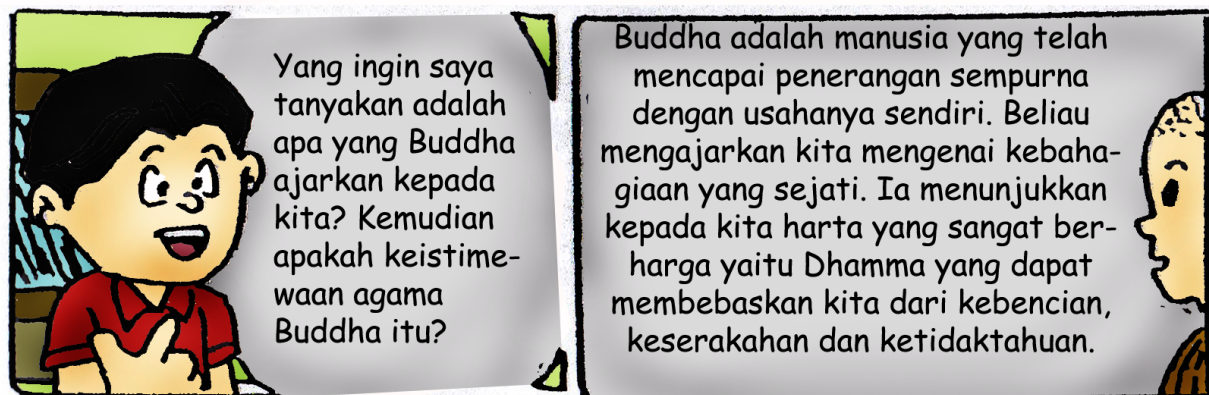 Yang ingin saya
tanyakan adalah
apa yang Buddha
ajarkan kepada
kita? Kemudian
apakah keistime-
waan agama
Buddha itu?
Buddha adalah manusia yang telah
mencapai penerangan sempurna
dengan usahanya sendiri. Beliau
mengajarkan kita mengenai kebaha-
giaan yang sejati. Ia menunjukkan
kepada kita harta yang sangat ber-
harga yaitu Dhamma yang dapat
membebaskan kita dari kebencian,
keserakahan dan ketidaktahuan.